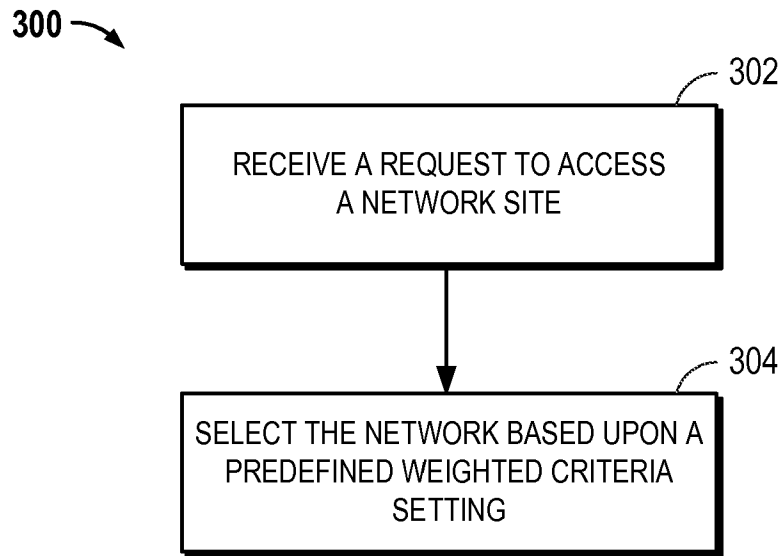 300
302
RECEIVE A REQUEST TO ACCESS
A NETWORK SITE
304
SELECT THE NETWORK BASED UPON A
PREDEFINED WEIGHTED CRITERIA
SETTING